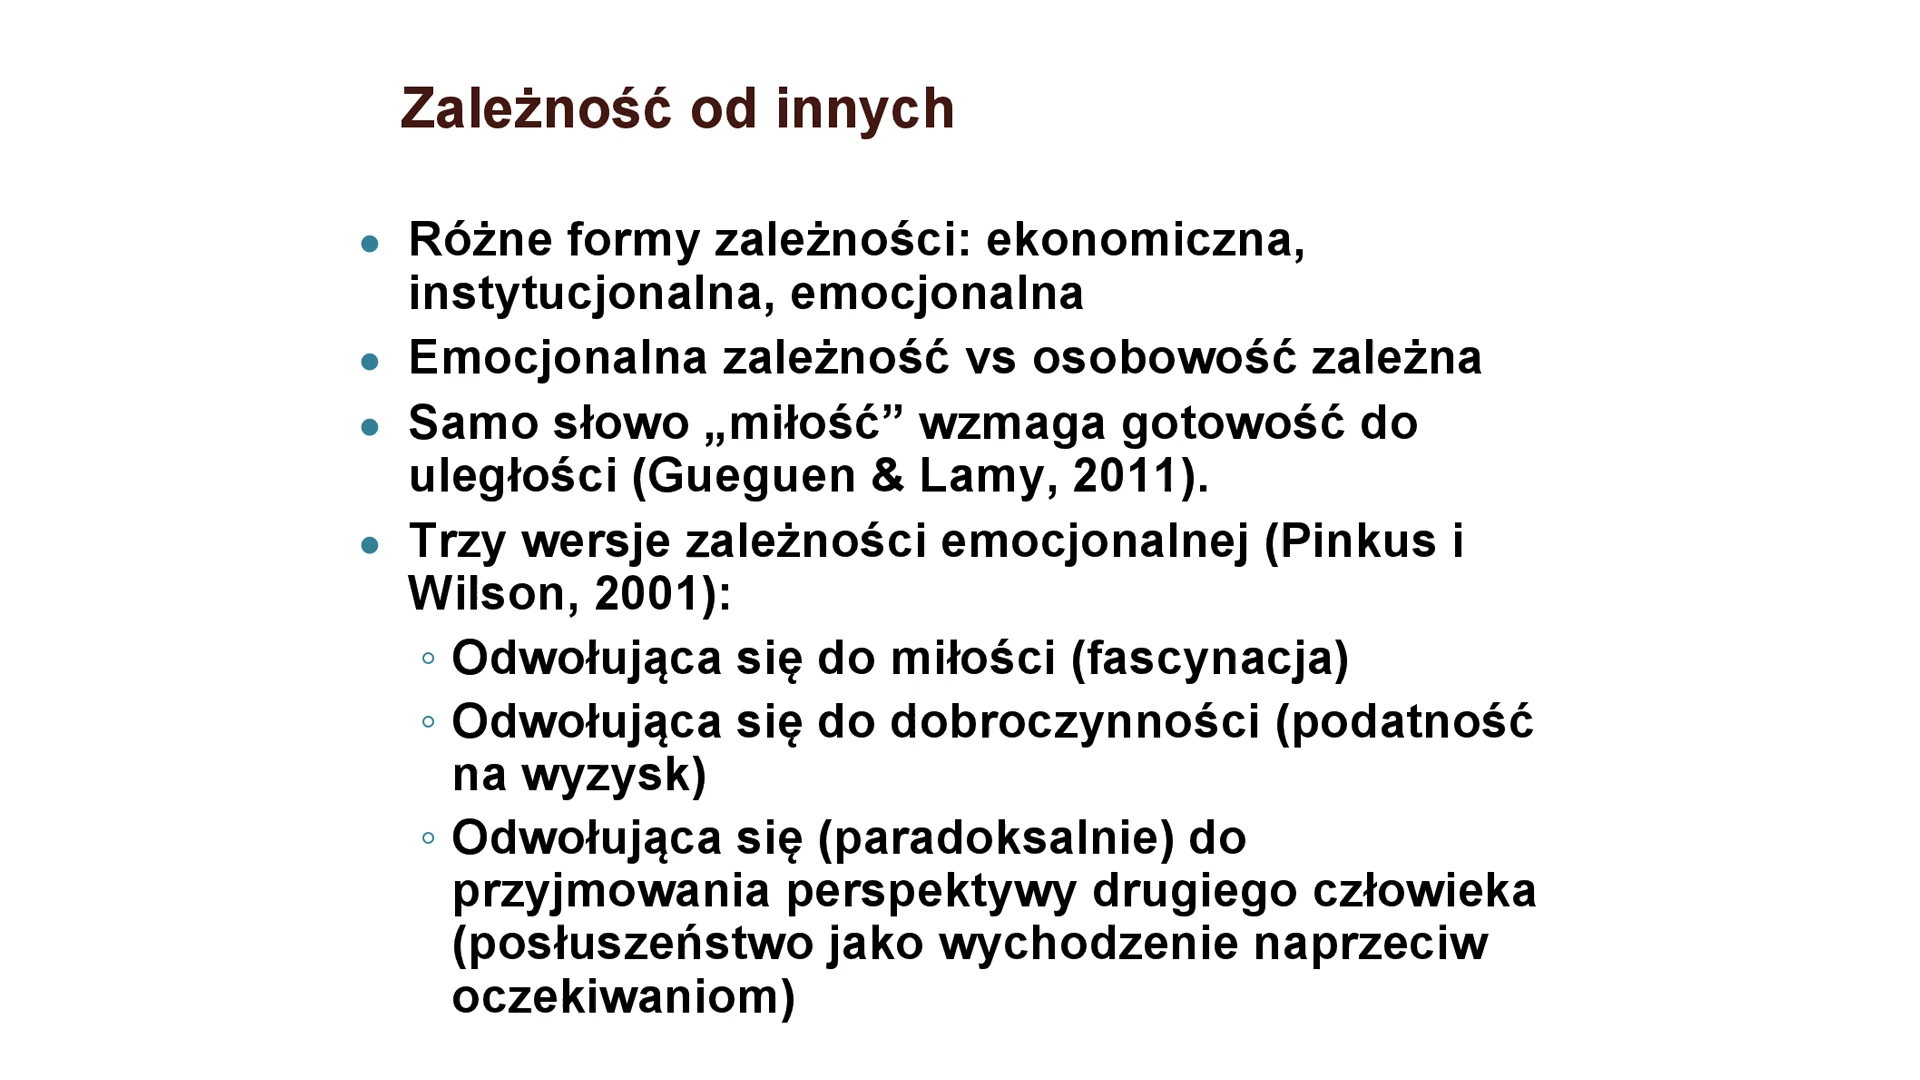 Zależność od innych
● Różne formy zależności: ekonomiczna,
instytucjonalna, emocjonalna
● Emocjonalna zależność vs osobowość zależna
● Samo słowo „miłość” wzmaga gotowość do
uległości (Gueguen & Lamy, 2011).
● Trzy wersje zależności emocjonalnej (Pinkus i
Wilson, 2001):
◦ Odwołująca się do miłości (fascynacja)
◦ Odwołująca się do dobroczynności (podatność
na wyzysk)
◦ Odwołująca się (paradoksalnie) do
przyjmowania perspektywy drugiego człowieka
(posłuszeństwo jako wychodzenie naprzeciw
oczekiwaniom)